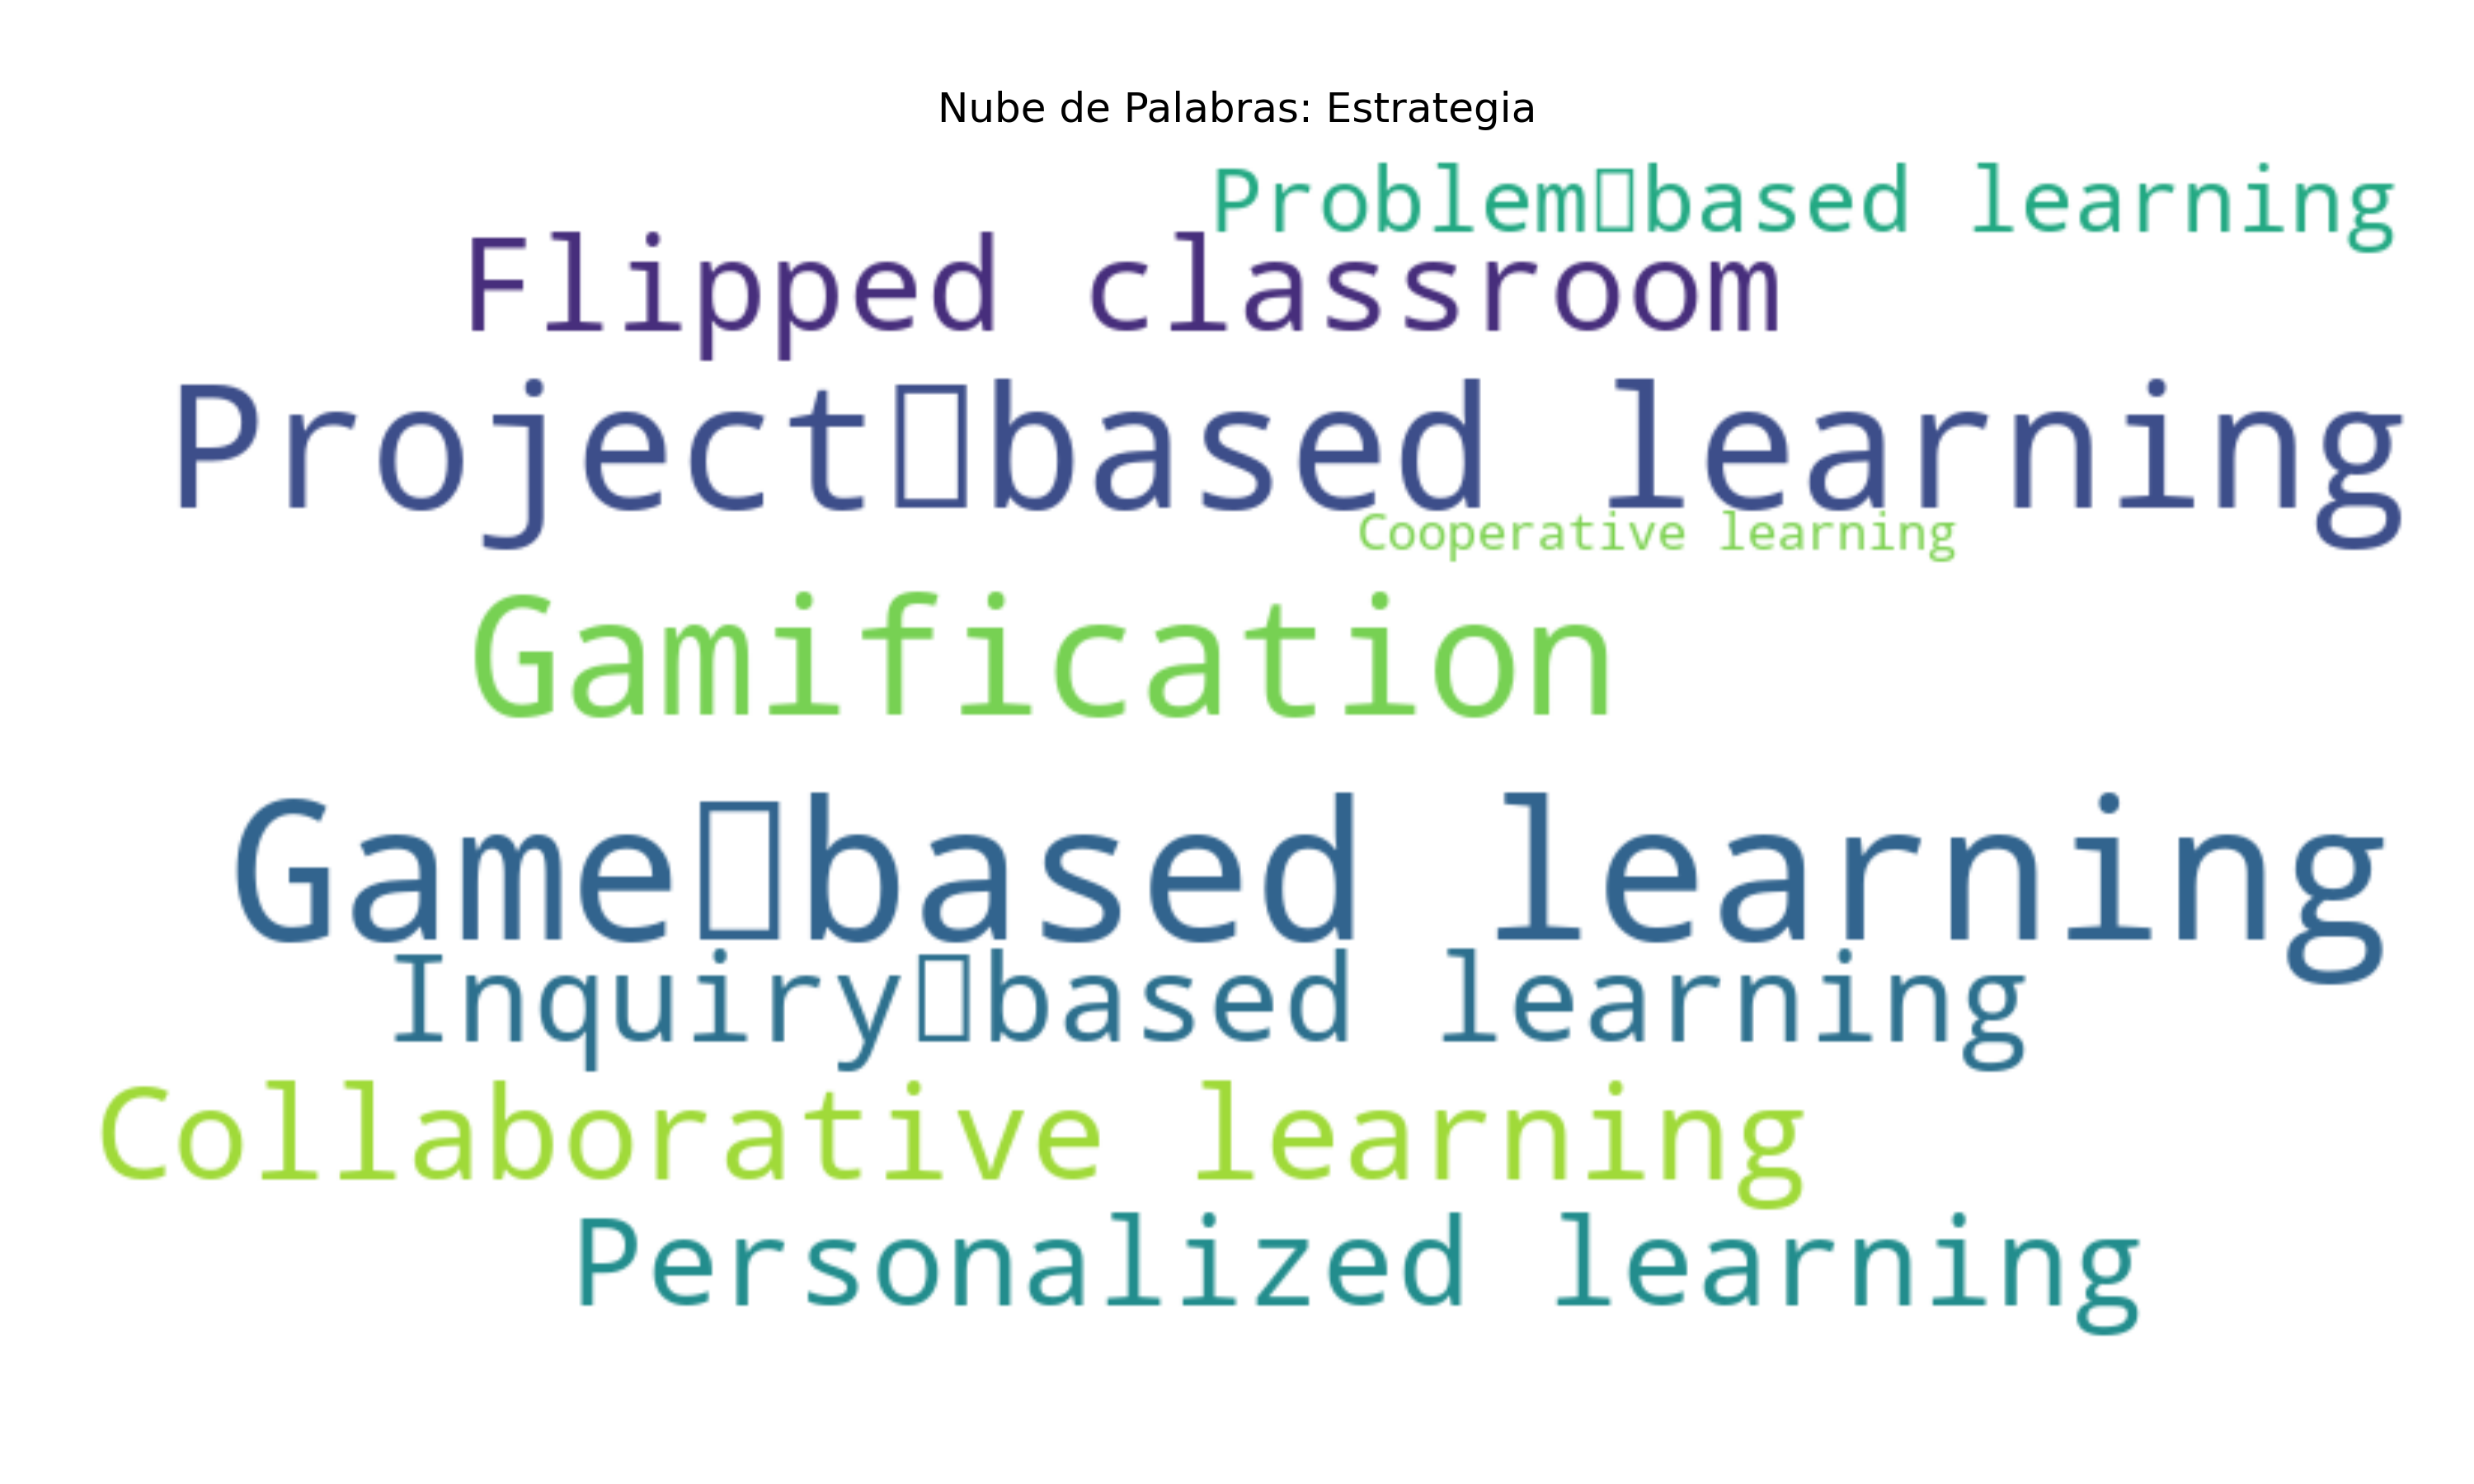 Nube de Palabras: Estrategia
Problem▯based learning
Flipped classroom
Project▯based learning
Cooperative learning
Gamification
Game▯based learning
Inquiry▯based learning
Collaborative learning
Personalized learning